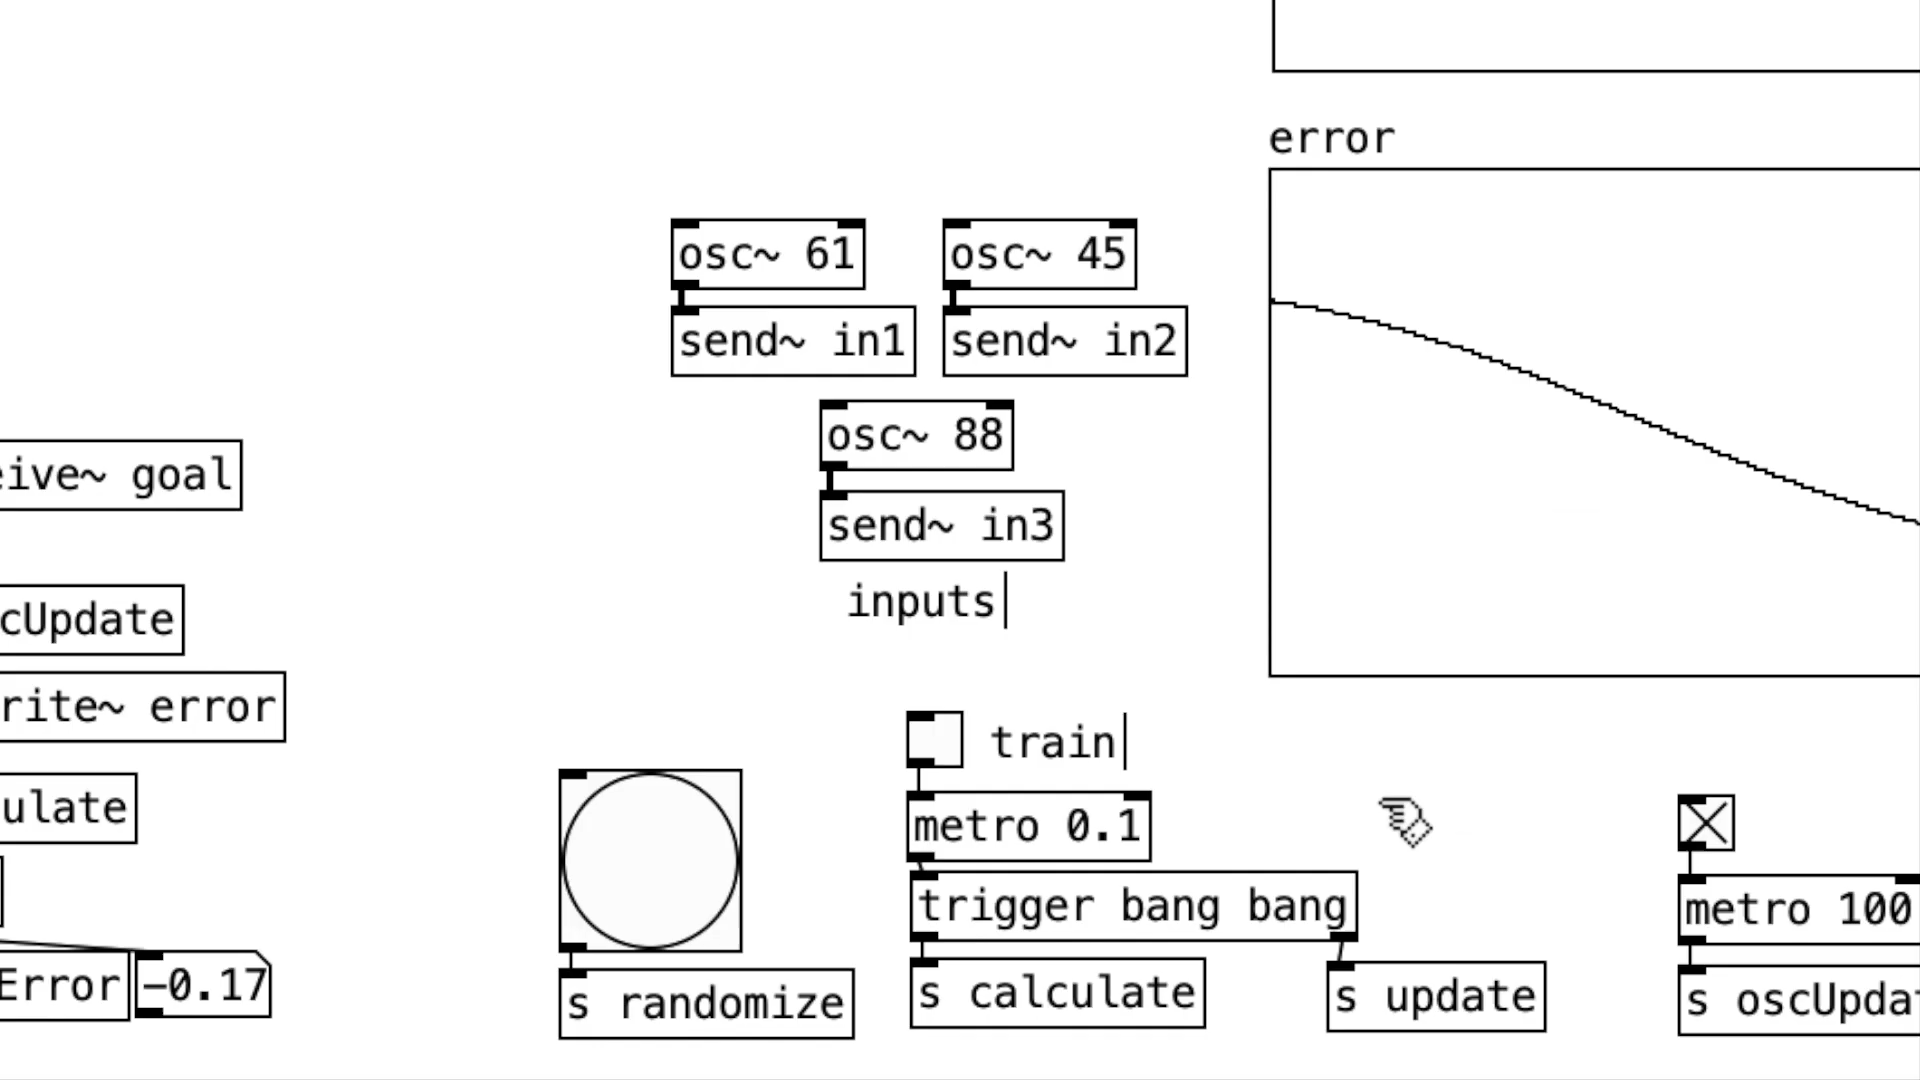 error
osc~ 61
osc~ 45
send~ in1
send~ in2
osc~ 88
eive~ goal
send~ in3
inputs
cUpdate
rite~ error
train
ulate
metro 0.1
trigger bang bang
metro 100
Error
-0.17
s randomize
s calculate
s update
s oscUpdat